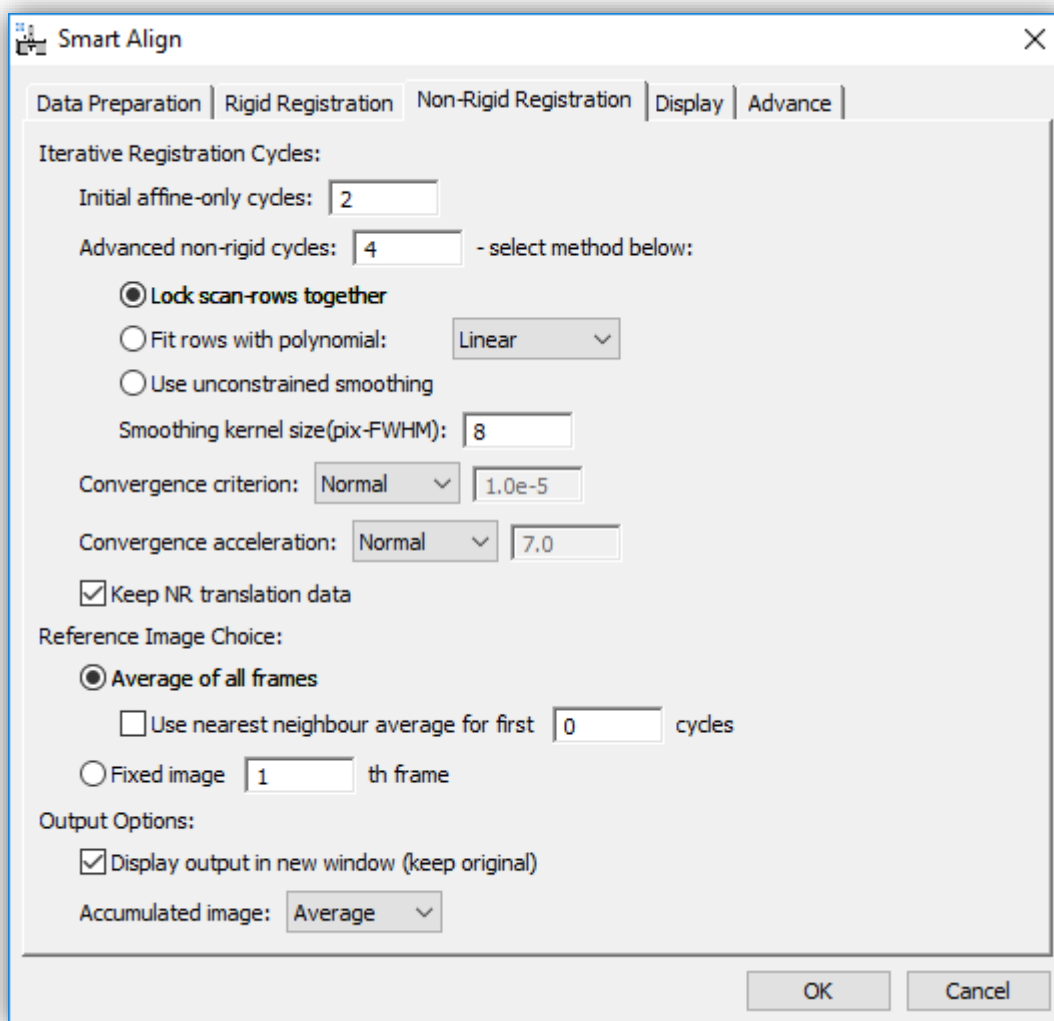 Smart Align
Data Preparation Rigid Registration Non-Rigid Registration Display Advance
Iterative Registration Cycles:
Initial affine-only cycles: 2
Advanced non-rigid cycles: 4 - select method below:
Lock scan-rows together
Fit rows with polynomial: Linear
Use unconstrained smoothing
Smoothing kernel size(pix-FWHM): 8
Convergence criterion: Normal 1.0e-5
Convergence acceleration: Normal 7.0
Keep NR translation data
Reference Image Choice:
Average of all frames
Use nearest neighbour average for first 0 cycles
Fixed image 1 th frame
Output Options:
Display output in new window (keep original)
Accumulated image: Average
OK Cancel